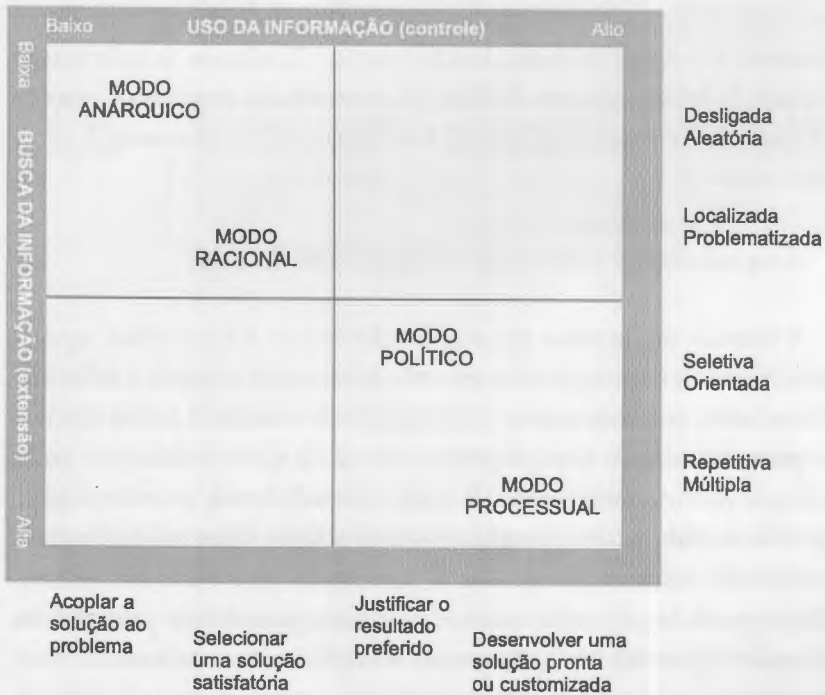 Baixo USO DA INFORMAÇÃO (controle) Alto
Baixa
BUSCA DA INFORMAÇÃO (extensão)
Alta
MODO
ANÁRQUICO
Desligada
Aleatória
MODO
RACIONAL
Localizada
Problematizada
MODO
POLÍTICO
Seletiva
Orientada
MODO
PROCESSUAL
Repetitiva
Múltipla
Acoplar a
solução ao
problema
Selecionar
uma solução
satisfatória
Justificar o
resultado
preferido
Desenvolver uma
solução pronta
ou customizada